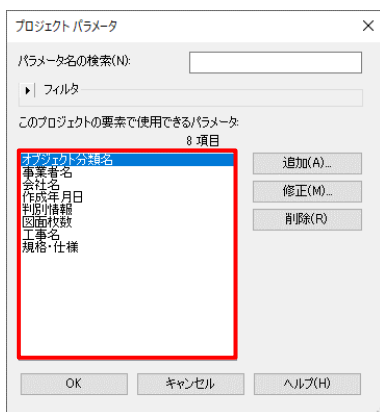 プロジェクト パラメータ
パラメータ名の検索(N):
フィルタ
このプロジェクトの要素で使用できるパラメータ:
8 項目
オブジェクト分類名
事業者名
会社名
作成年月日
判別情報
図面枚数
工事名
規格・仕様
追加(A)...
修正(M)...
削除(R)
OK
キャンセル
ヘルプ(H)